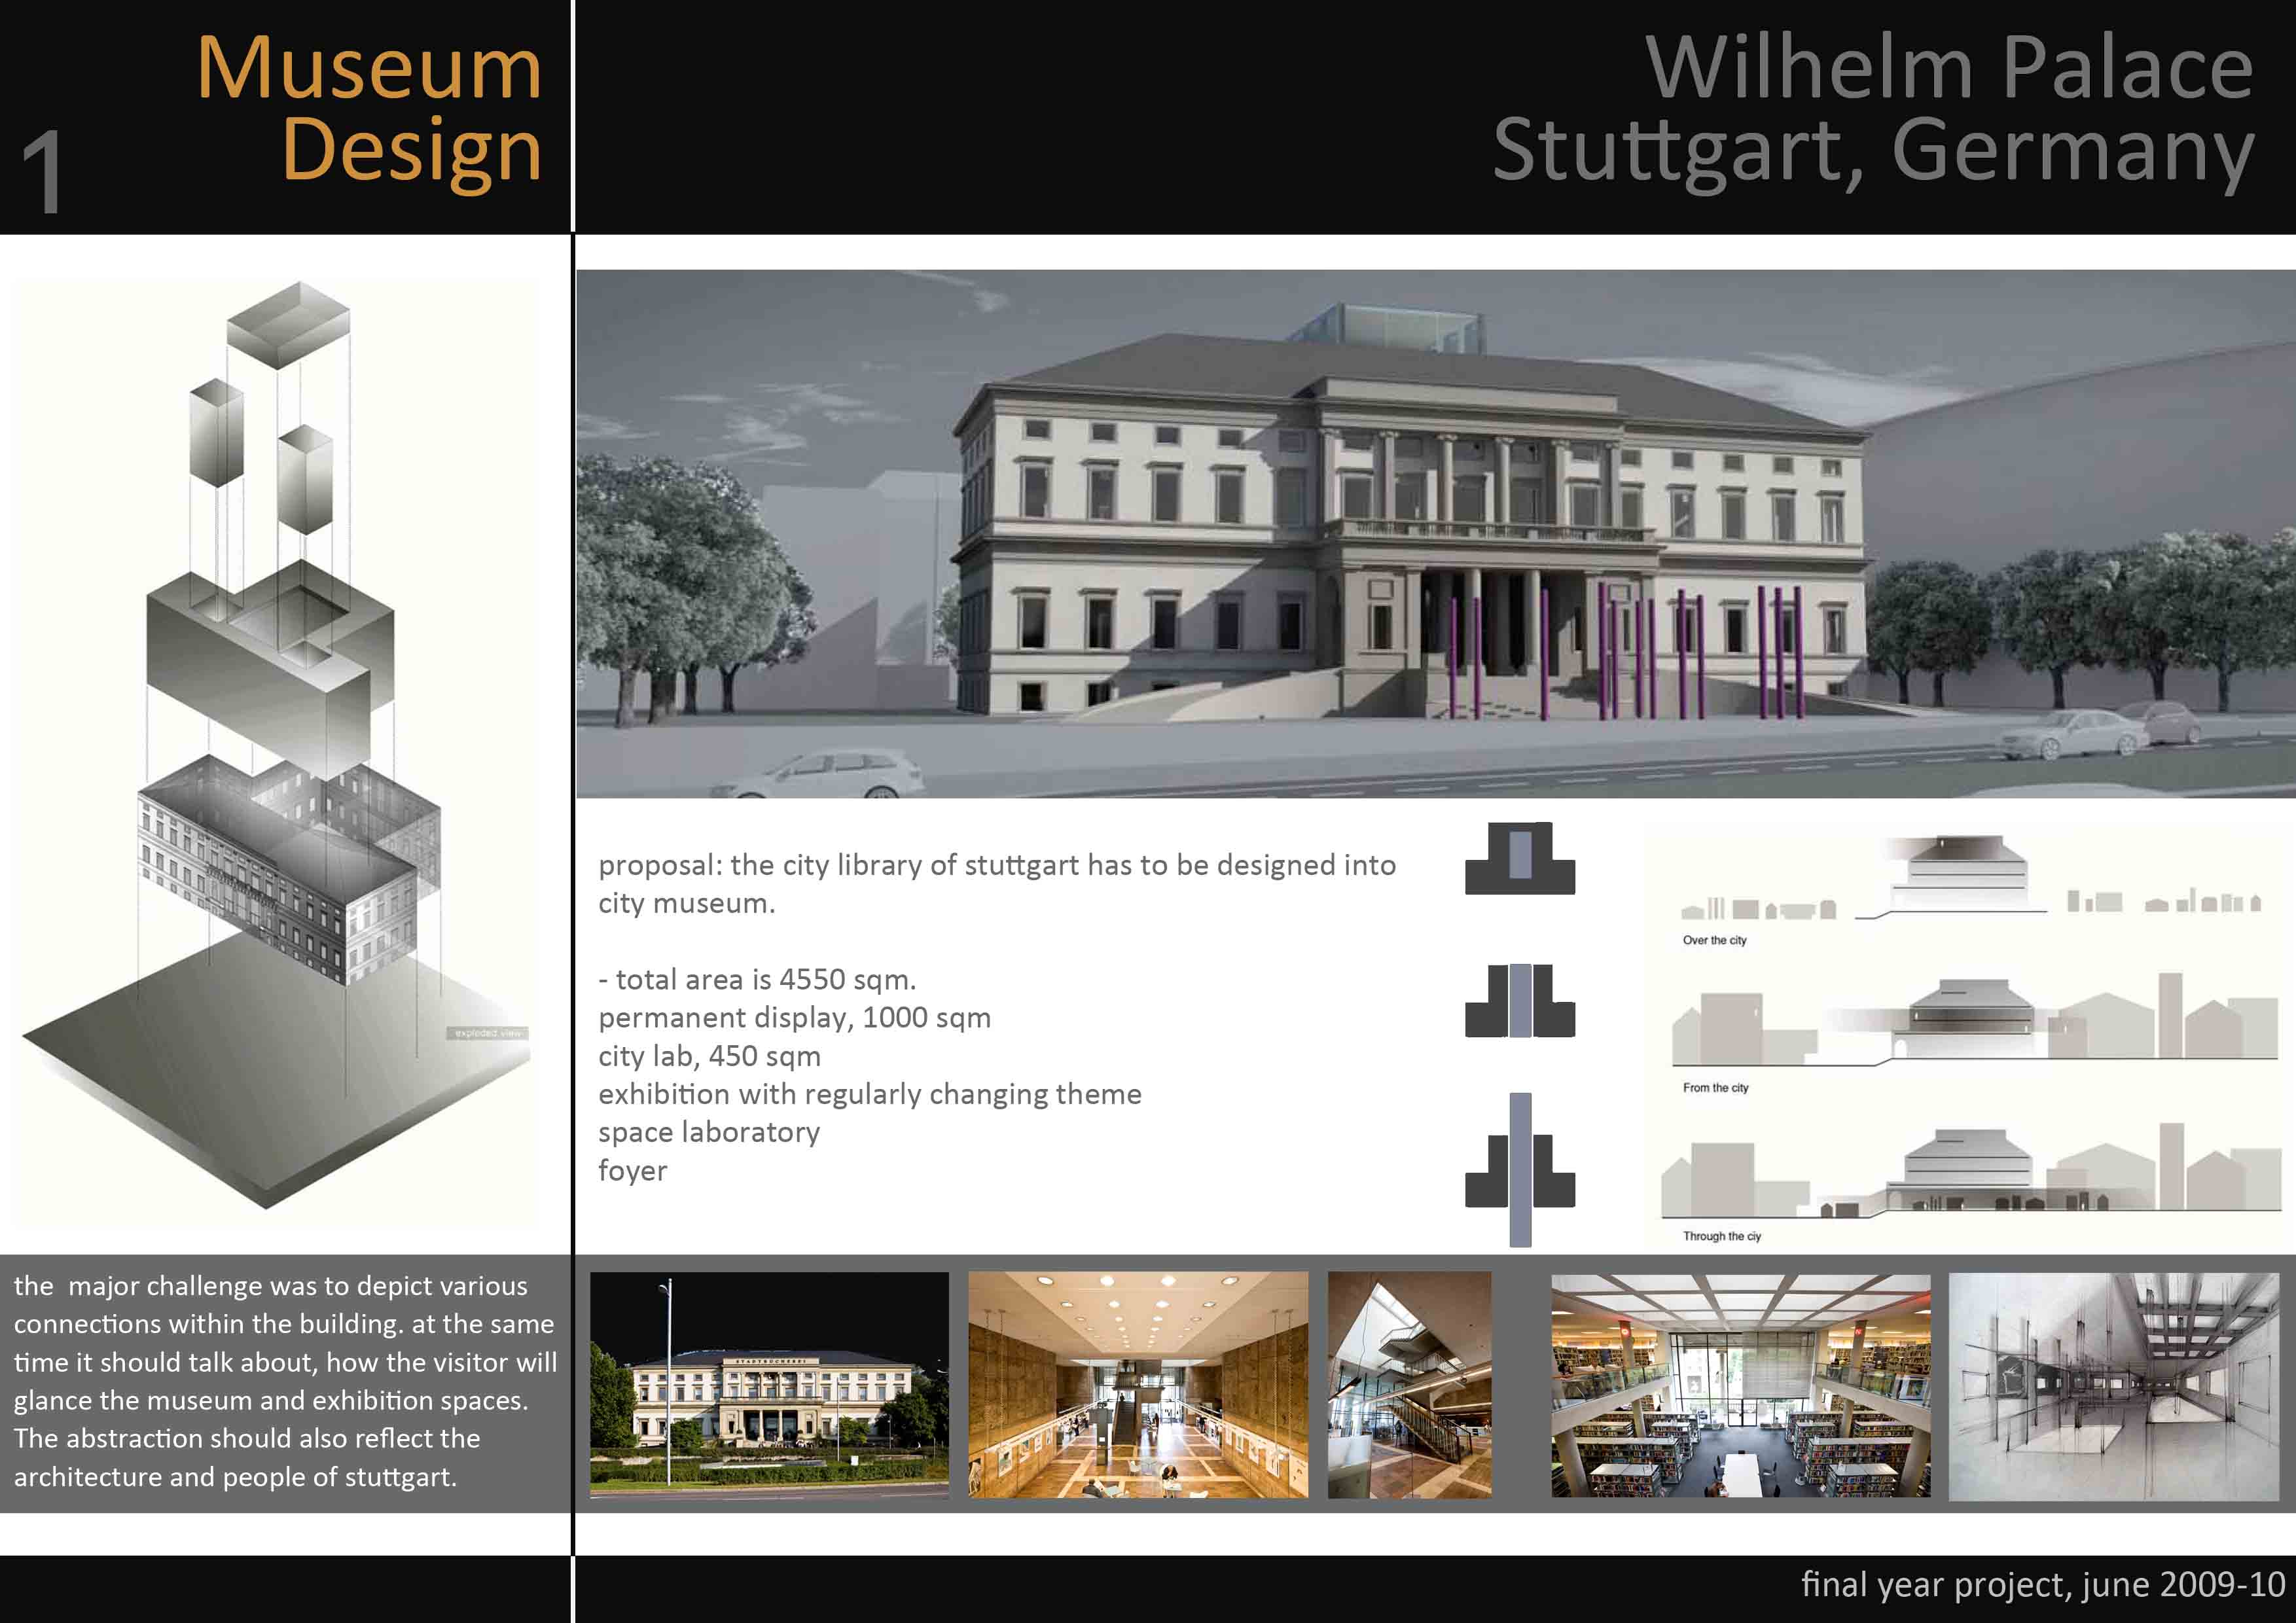 Museum
Design
1
Wilhelm Palace
Stuttgart, Germany
exploded view
proposal: the city library of stuttgart has to be designed into
city museum.
- total area is 4550 sqm.
permanent display, 1000 sqm
city lab, 450 sqm
exhibition with regularly changing theme
space laboratory
foyer
Over the city
From the city
Through the ciy
the  major challenge was to depict various
connections within the building. at the same
time it should talk about, how the visitor will
glance the museum and exhibition spaces.
The abstraction should also reflect the
architecture and people of stuttgart.
STADTBÜCHEREI
final year project, june 2009-10